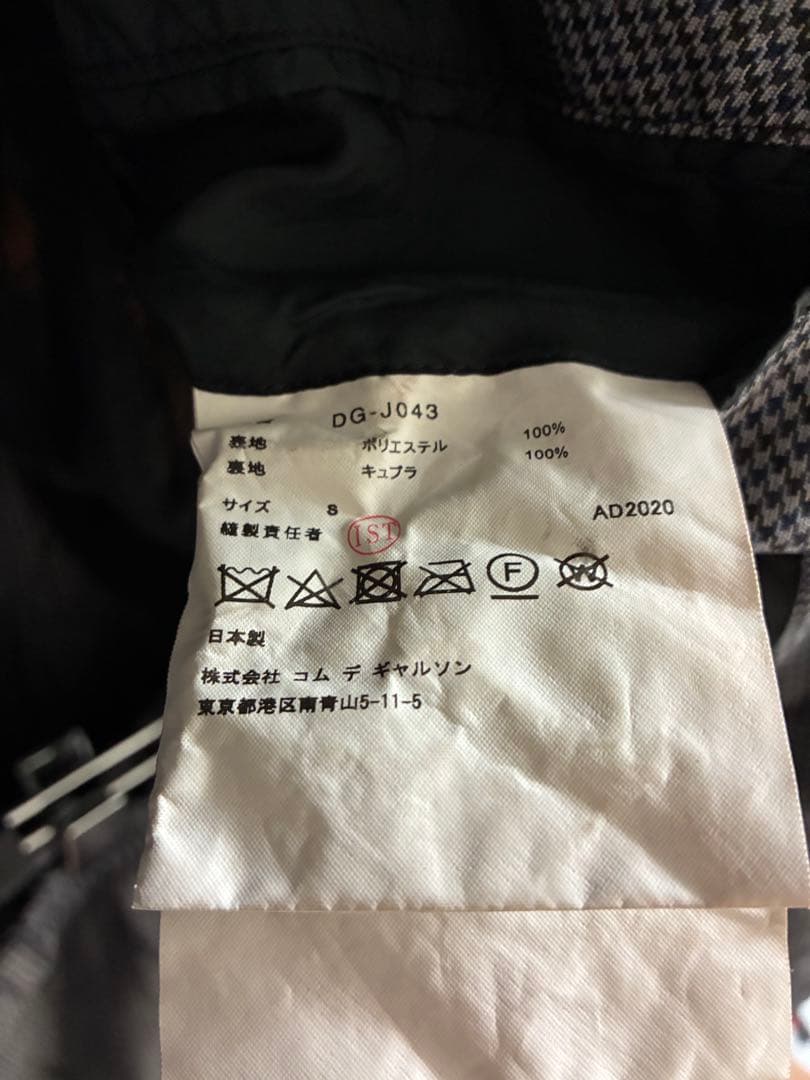 DG-J043
表地 ポリエステル 100%
裏地 キュプラ 100%
サイズ S AD2020
縫製責任者 IST
F
W
日本製
株式会社 コム デ ギャルソン
東京都港区南青山5-11-5